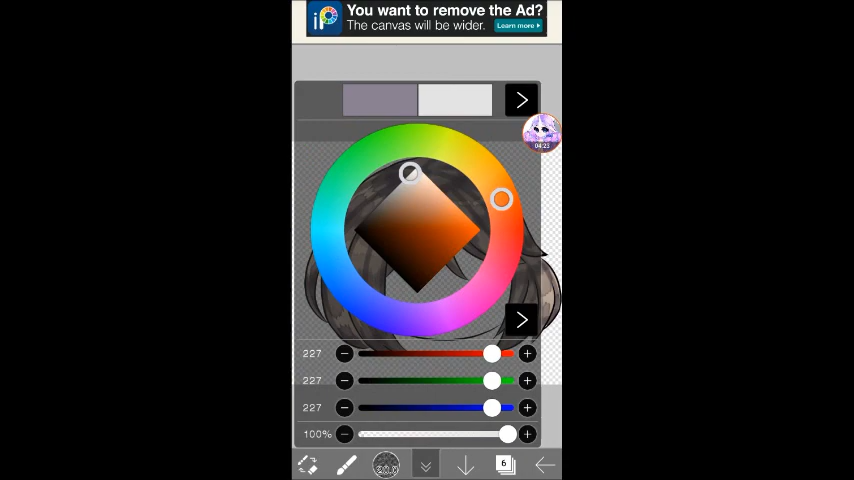 iP
You want to remove the Ad?
The canvas will be wider.
Learn more
04:23
227
227
227
100%
20.0
6